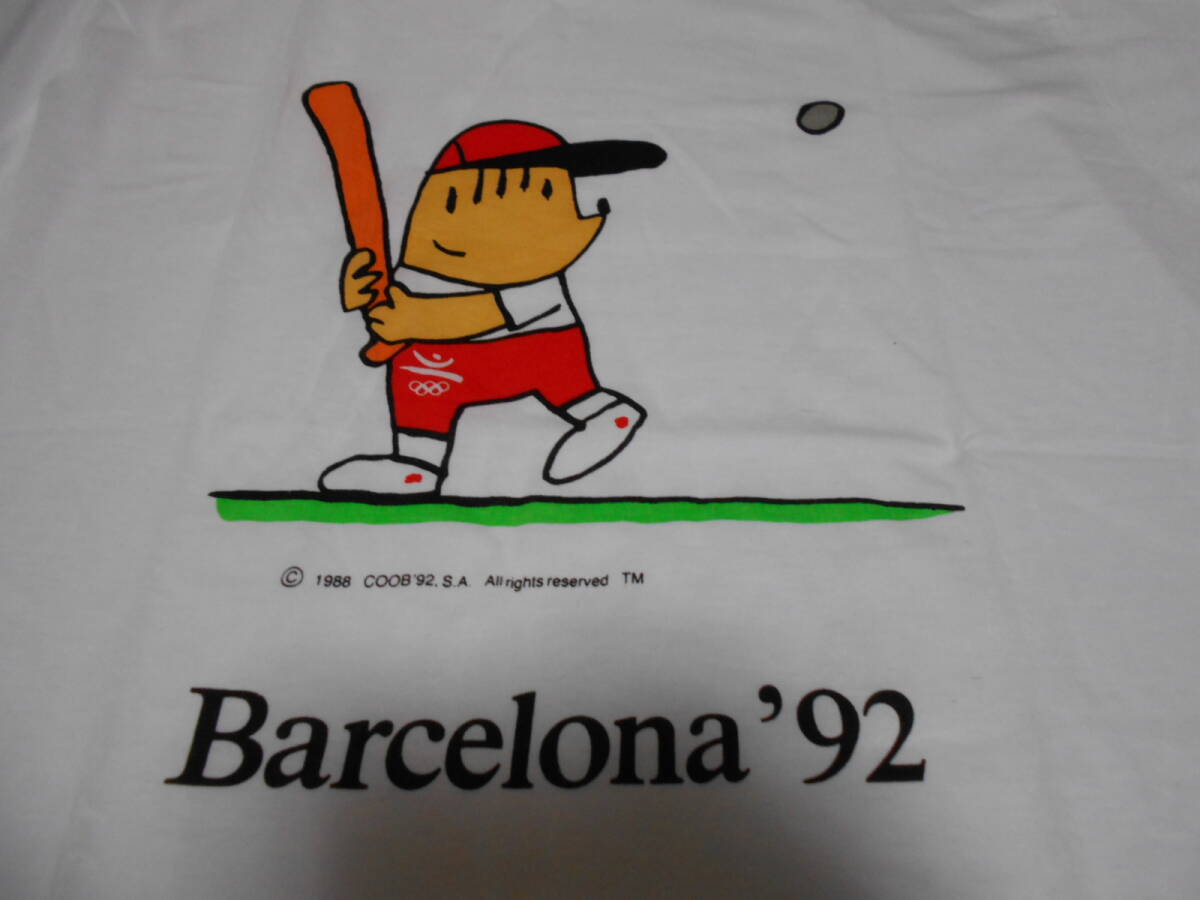 © 1988 COOB'92, S.A. All rights reserved TM
Barcelona '92